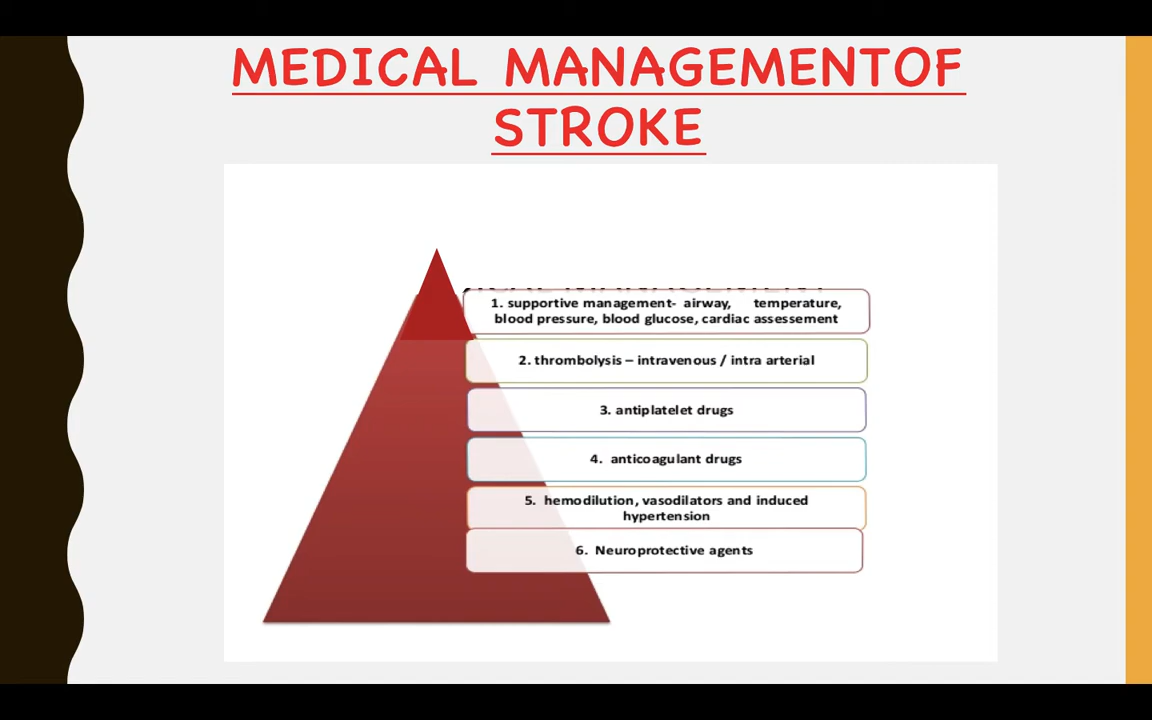 MEDICAL MANAGEMENTOF
STROKE
1. supportive management- airway, temperature,
blood pressure, blood glucose, cardiac assessement
2. thrombolysis – intravenous / intra arterial
3. antiplatelet drugs
4. anticoagulant drugs
5. hemodilution, vasodilators and induced
hypertension
6. Neuroprotective agents